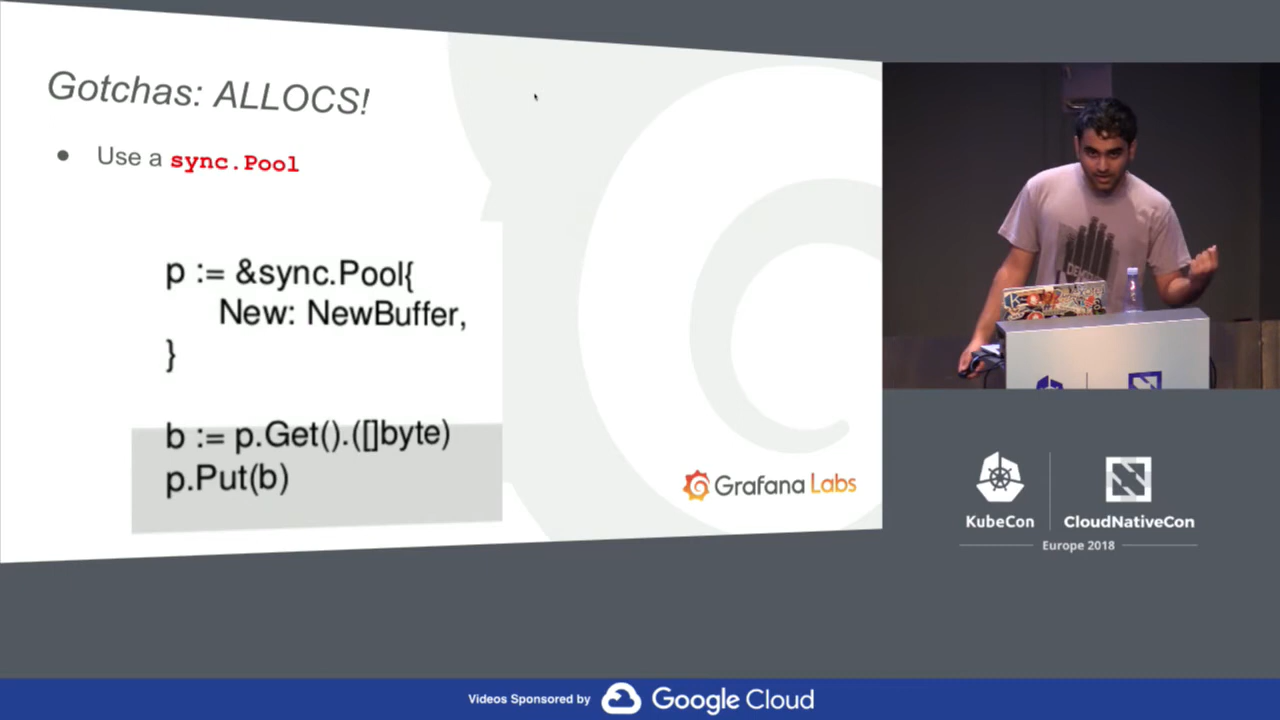 Gotchas: ALLOCS!
● Use a sync.Pool
p := &sync.Pool{
New: NewBuffer,
}
b := p.Get().([]byte)
p.Put(b)
Grafana Labs
KubeCon
CloudNativeCon
Europe 2018
Videos Sponsored by Google Cloud